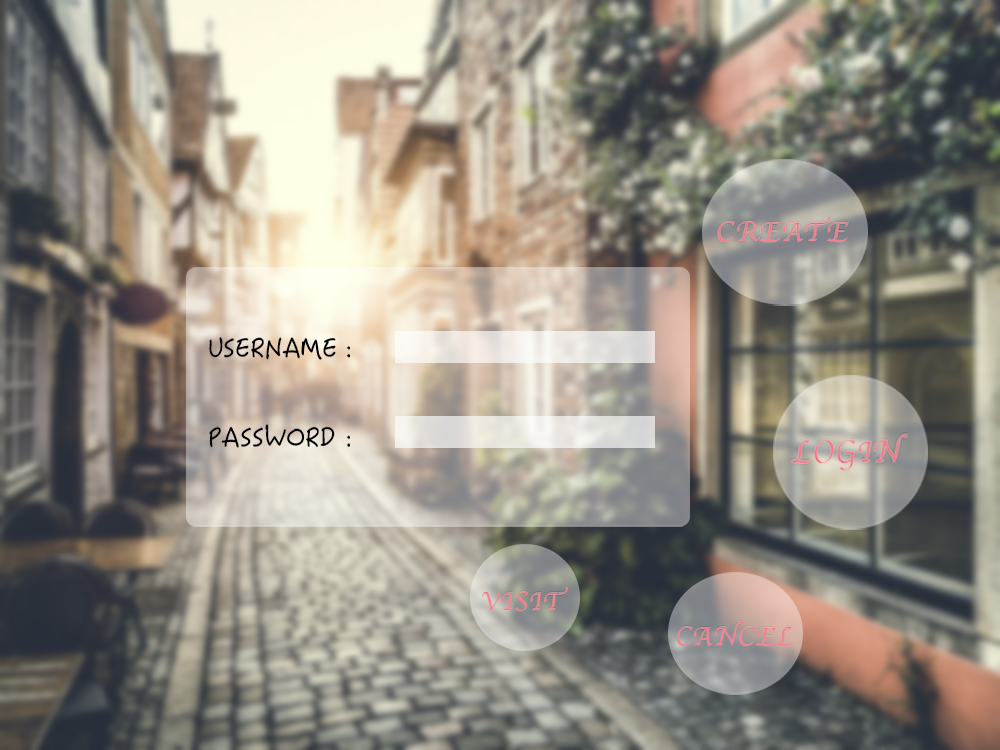 CREATE
USERNAME :
PASSWORD :
LOGIN
VISIT
CANCEL